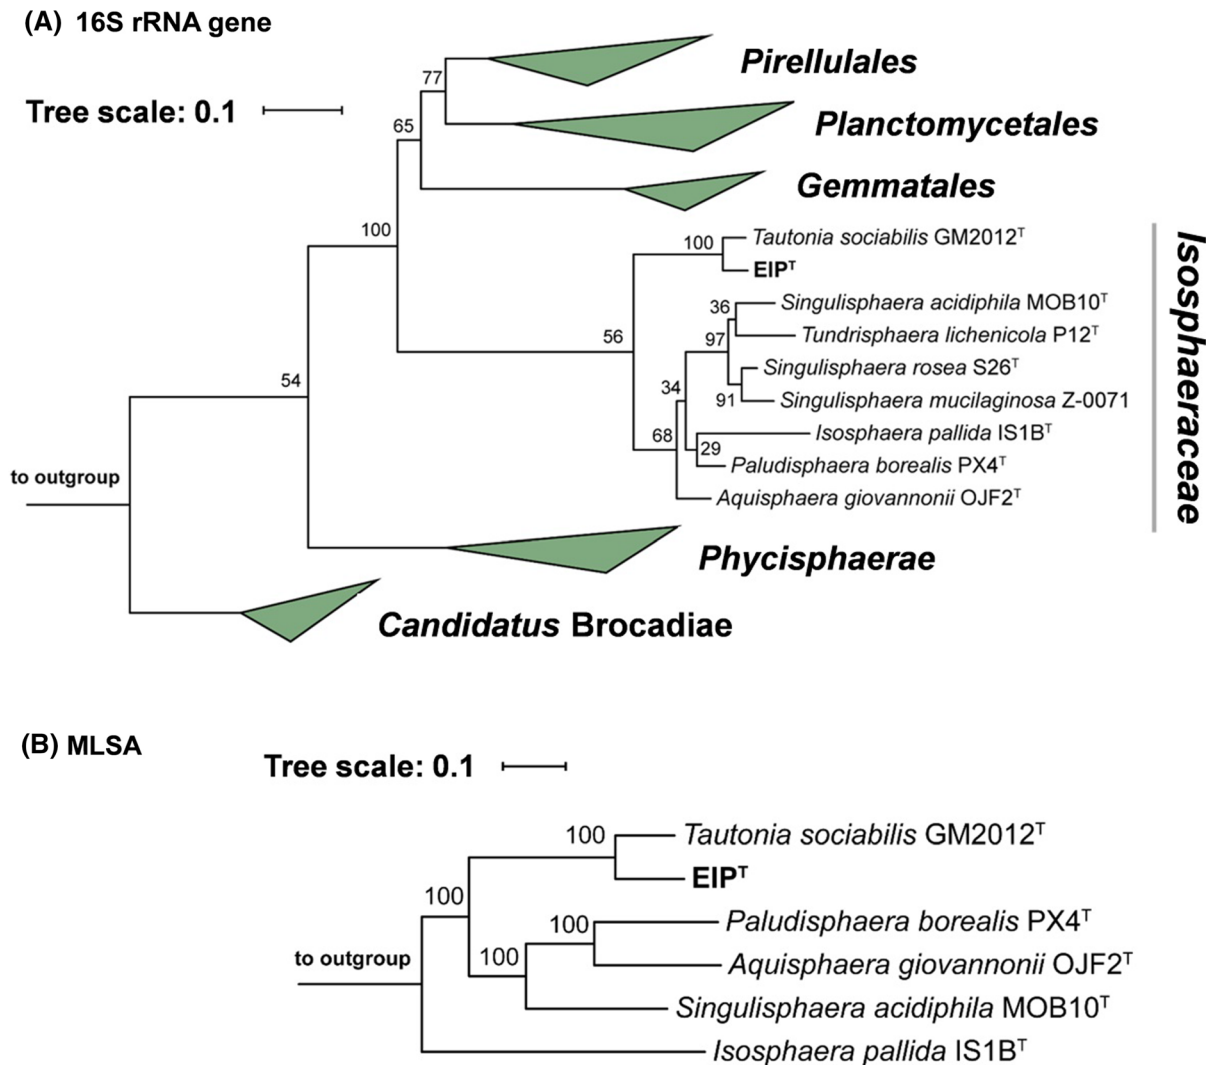 (A) 16S rRNA gene
Pirellulales
77
Tree scale: 0.1
Planctomycetales
65
Gemmatales
100
Tautonia sociabilis GM2012ᵀ
100
EIPᵀ
Singulisphaera acidiphila MOB10ᵀ
36
Tundrisphaera lichenicola P12ᵀ
97
56
Singulisphaera rosea S26ᵀ
54
34
91
Singulisphaera mucilaginosa Z-0071
Isosphaera pallida IS1Bᵀ
68
29
Paludisphaera borealis PX4ᵀ
to outgroup
Aquisphaera giovannonii OJF2ᵀ
Isosphaeraceae
Phycisphaerae
Candidatus Brocadiae
(B) MLSA
Tree scale: 0.1
100
Tautonia sociabilis GM2012ᵀ
EIPᵀ
100
100
Paludisphaera borealis PX4ᵀ
to outgroup
100
Aquisphaera giovannonii OJF2ᵀ
Singulisphaera acidiphila MOB10ᵀ
Isosphaera pallida IS1Bᵀ